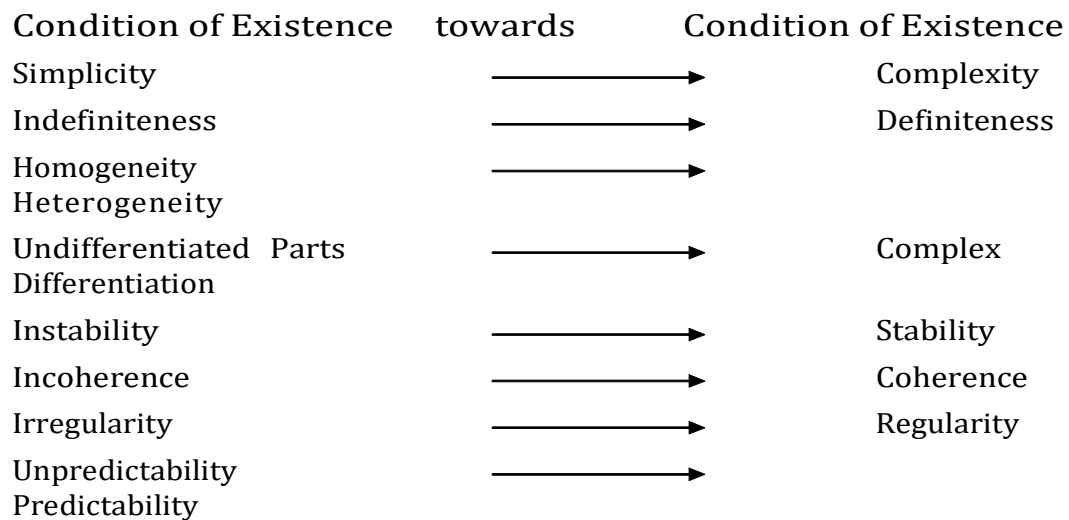 Condition of Existence towards Condition of Existence
Simplicity Complexity
Indefiniteness Definiteness
Homogeneity
Heterogeneity
Undifferentiated Parts Complex
Differentiation
Instability Stability
Incoherence Coherence
Irregularity Regularity
Unpredictability
Predictability